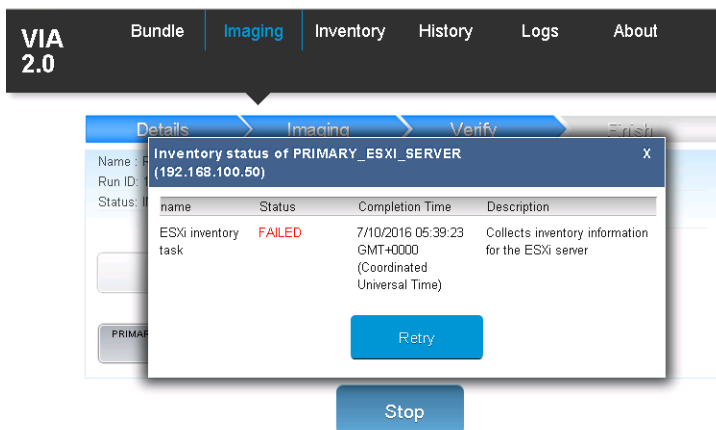 VIA
2.0
Bundle
Imaging
Inventory
History
Logs
About
Details
Imaging
Verify
Finish
Name :
Run ID:
Status:
Inventory status of PRIMARY_ESXI_SERVER
(192.168.100.50)
X
name Status Completion Time Description
ESXi inventory
task
FAILED
7/10/2016 05:39:23
GMT+0000
(Coordinated
Universal Time)
Collects inventory information
for the ESXi server
Retry
Stop